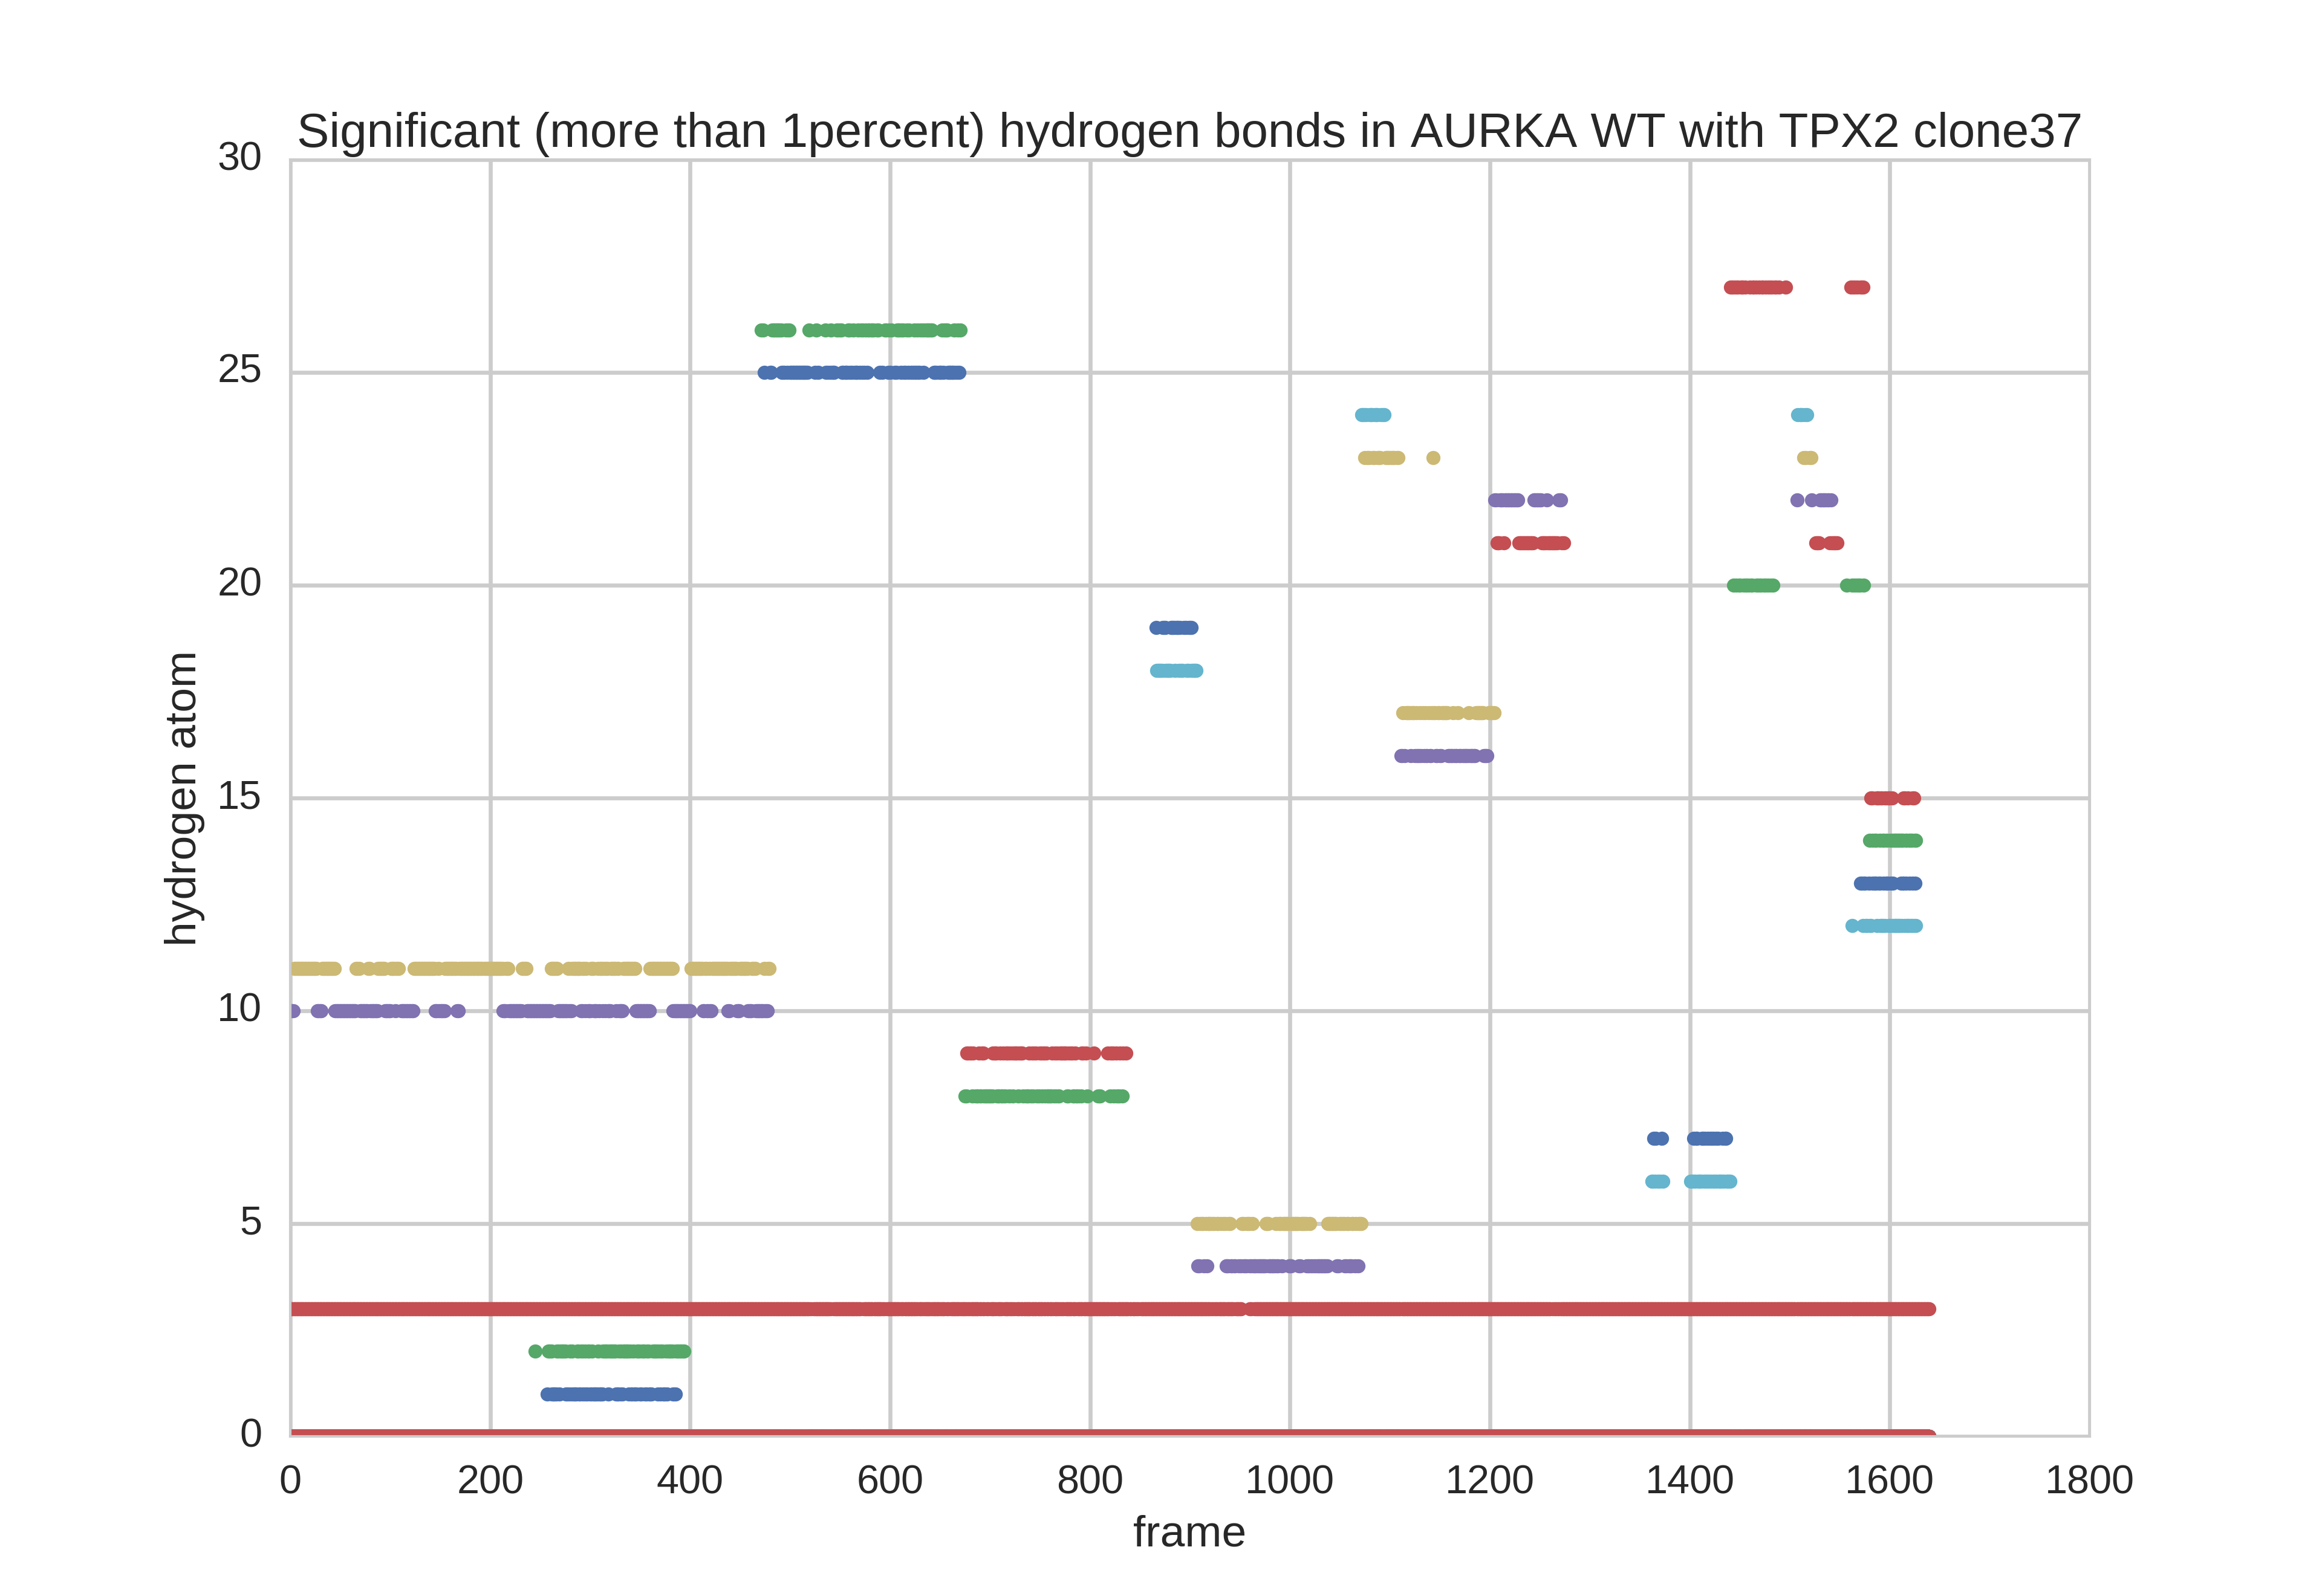 Significant (more than 1percent) hydrogen bonds in AURKA WT with TPX2 clone37
30
25
20
15
10
5
0
hydrogen atom
0 200 400 600 800 1000 1200 1400 1600 1800
frame